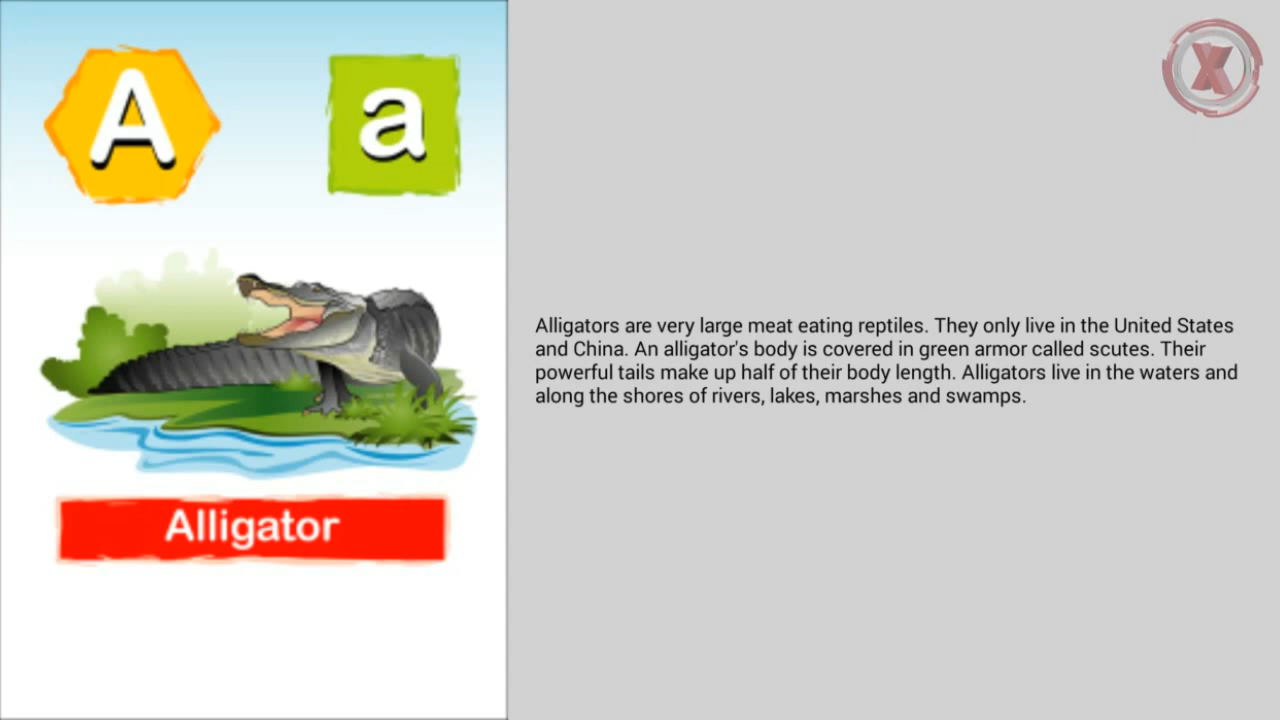 A
a
Alligator
X
Alligators are very large meat eating reptiles. They only live in the United States
and China. An alligator's body is covered in green armor called scutes. Their
powerful tails make up half of their body length. Alligators live in the waters and
along the shores of rivers, lakes, marshes and swamps.